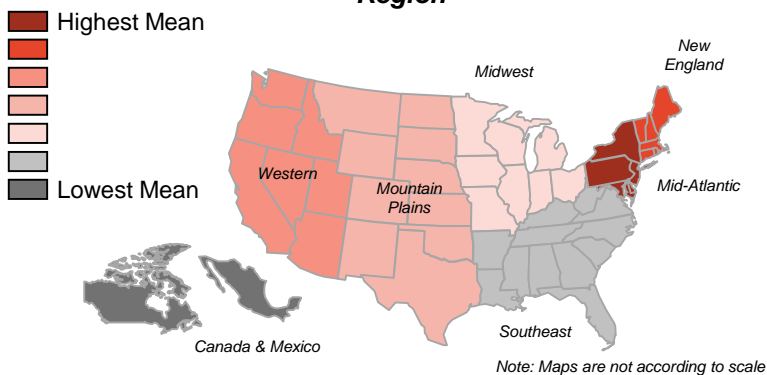 Region
Highest Mean
Lowest Mean
New
England
Midwest
Western
Mountain
Plains
Mid-Atlantic
Southeast
Canada & Mexico
Note: Maps are not according to scale